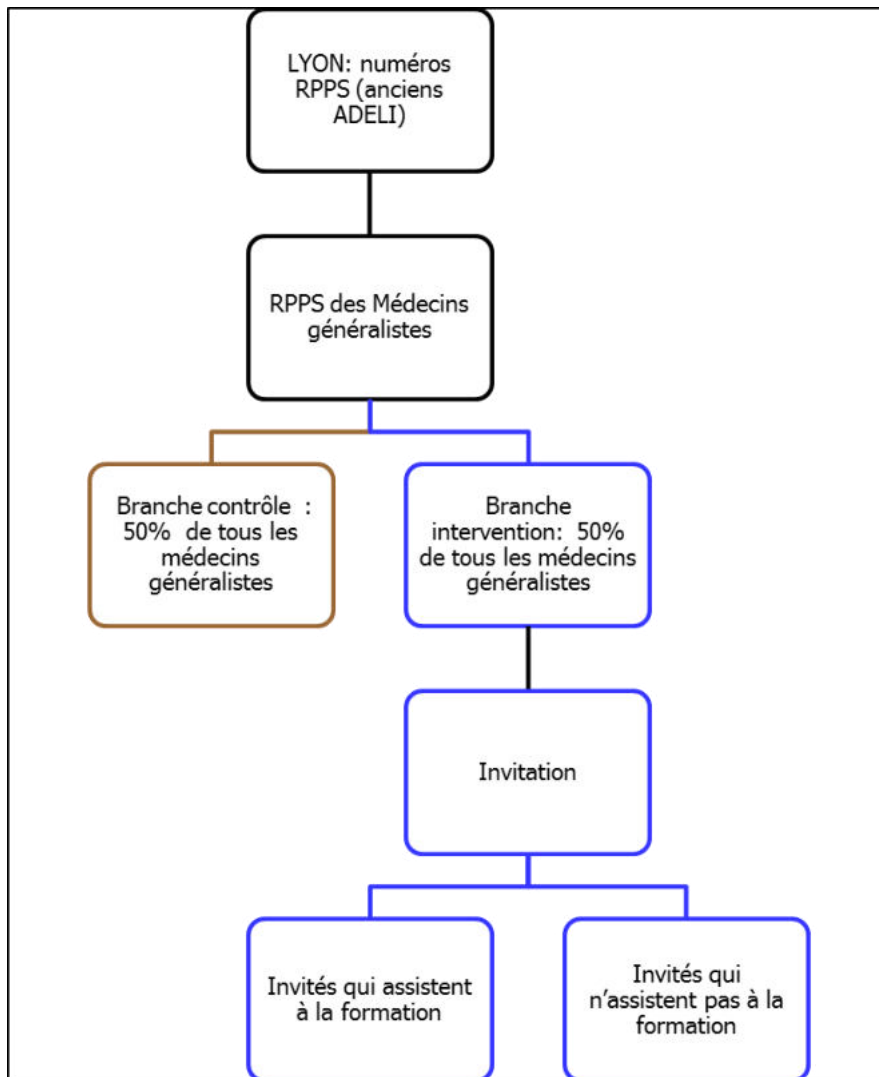 LYON: numéros
RPPS (anciens
ADELI)
RPPS des Médecins
généralistes
Branche contrôle  :
50%  de tous les
médecins
généralistes
Branche
intervention:  50%
de tous les médecins
généralistes
Invitation
Invités qui assistent
à la formation
Invités qui
n’assistent pas à la
formation